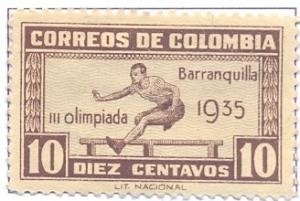 CORREOS DE COLOMBIA
Barranquilla
III olimpiada 1935
10 DIEZ CENTAVOS 10
LIT. NACIONAL